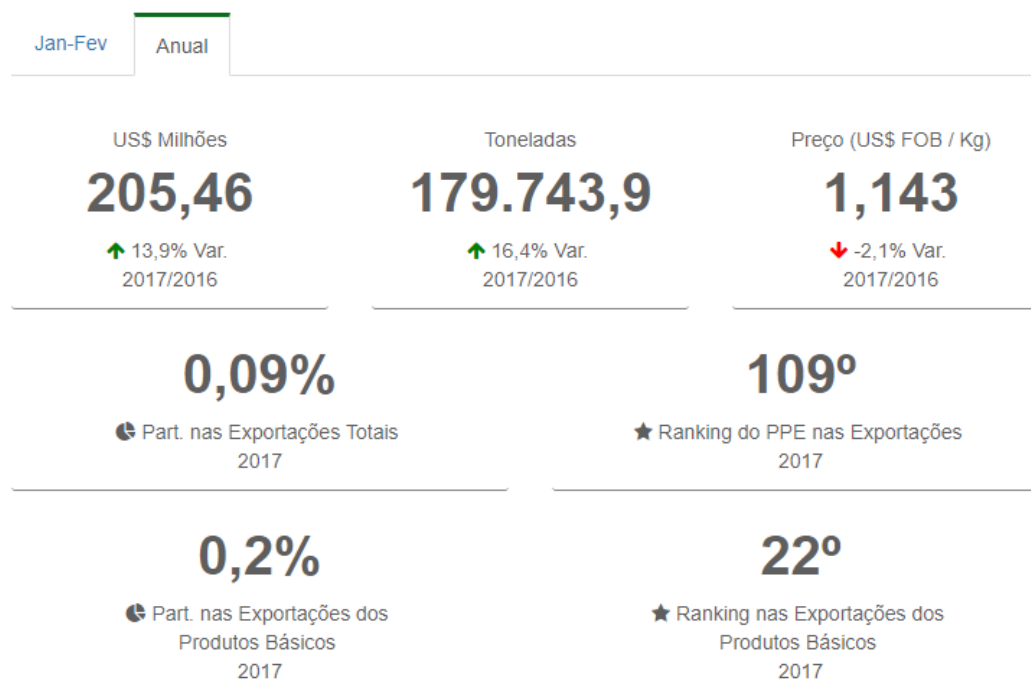 Jan-Fev
Anual
US$ Milhões
205,46
13,9% Var.
2017/2016
Toneladas
179.743,9
16,4% Var.
2017/2016
Preço (US$ FOB / Kg)
1,143
-2,1% Var.
2017/2016
0,09%
Part. nas Exportações Totais
2017
109º
Ranking do PPE nas Exportações
2017
0,2%
Part. nas Exportações dos
Produtos Básicos
2017
22º
Ranking nas Exportações dos
Produtos Básicos
2017